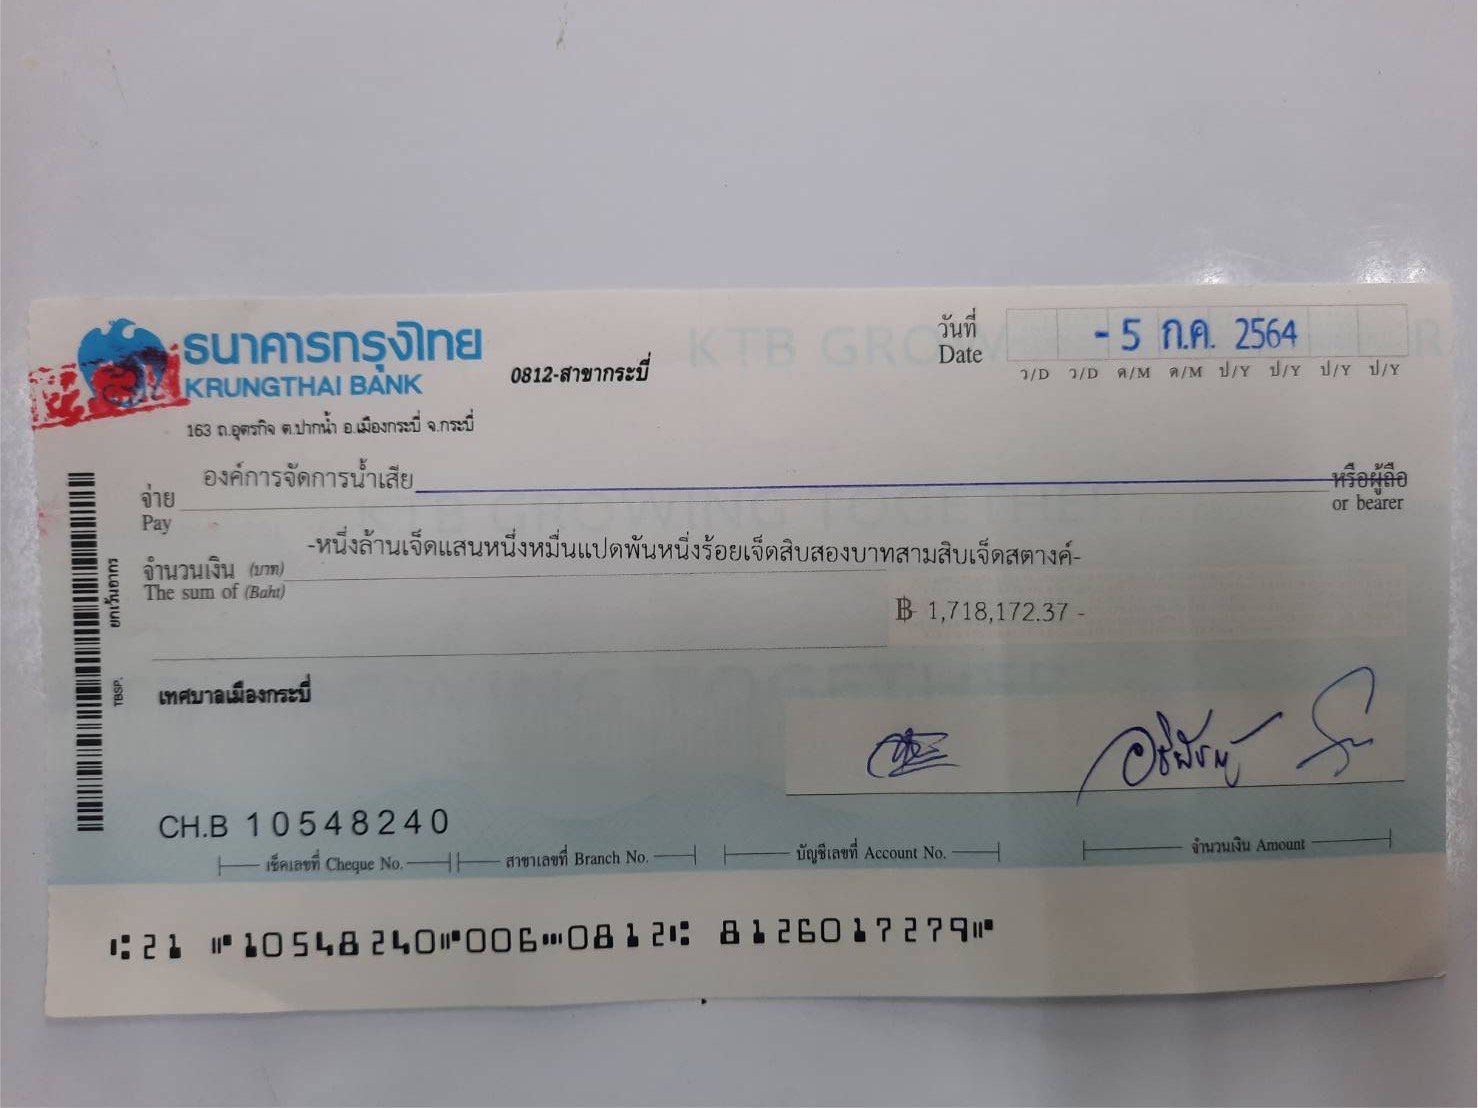 ธนาคารกรุงไทย
KRUNGTHAI BANK
0812-สาขากระบี่
163 ถ.อุตรกิจ ต.ปากน้ำ อ.เมืองกระบี่ จ.กระบี่
วันที่ - 5 ก.ค. 2564
Date
ว/D ว/D ด/M ด/M ป/Y ป/Y ป/Y ป/Y
KTB GROW
จ่าย องค์การจัดการน้ำเสีย หรือผู้ถือ
Pay or bearer
KTB GROWING TOGETHE
-หนึ่งล้านเจ็ดแสนหนึ่งหมื่นแปดพันหนึ่งร้อยเจ็ดสิบสองบาทสามสิบเจ็ดสตางค์-
จำนวนเงิน (บาท)
The sum of (Baht)
฿ 1,718,172.37 -
ยกเว้นอากร
TBSP.
เทศบาลเมืองกระบี่
CH.B 10548240
เช็คเลขที่ Cheque No. สาขาเลขที่ Branch No. บัญชีเลขที่ Account No. จำนวนเงิน Amount
⑆21 ⑈10548240⑈006⑉0812⑆ 8126017279⑈